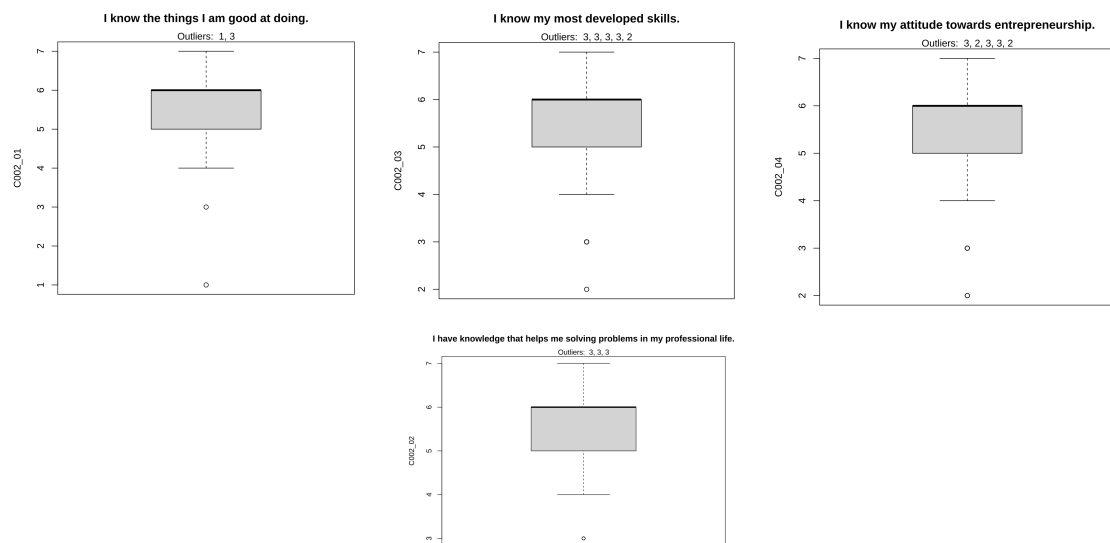 I know the things I am good at doing.
Outliers: 1, 3
C002_01
7
6
5
4
3
2
1
I know my most developed skills.
Outliers: 3, 3, 3, 3, 2
C002_03
7
6
5
4
3
2
I know my attitude towards entrepreneurship.
Outliers: 3, 2, 3, 3, 2
C002_04
7
6
5
4
3
2
I have knowledge that helps me solving problems in my professional life.
Outliers: 3, 3, 3
C002_02
7
6
5
4
3